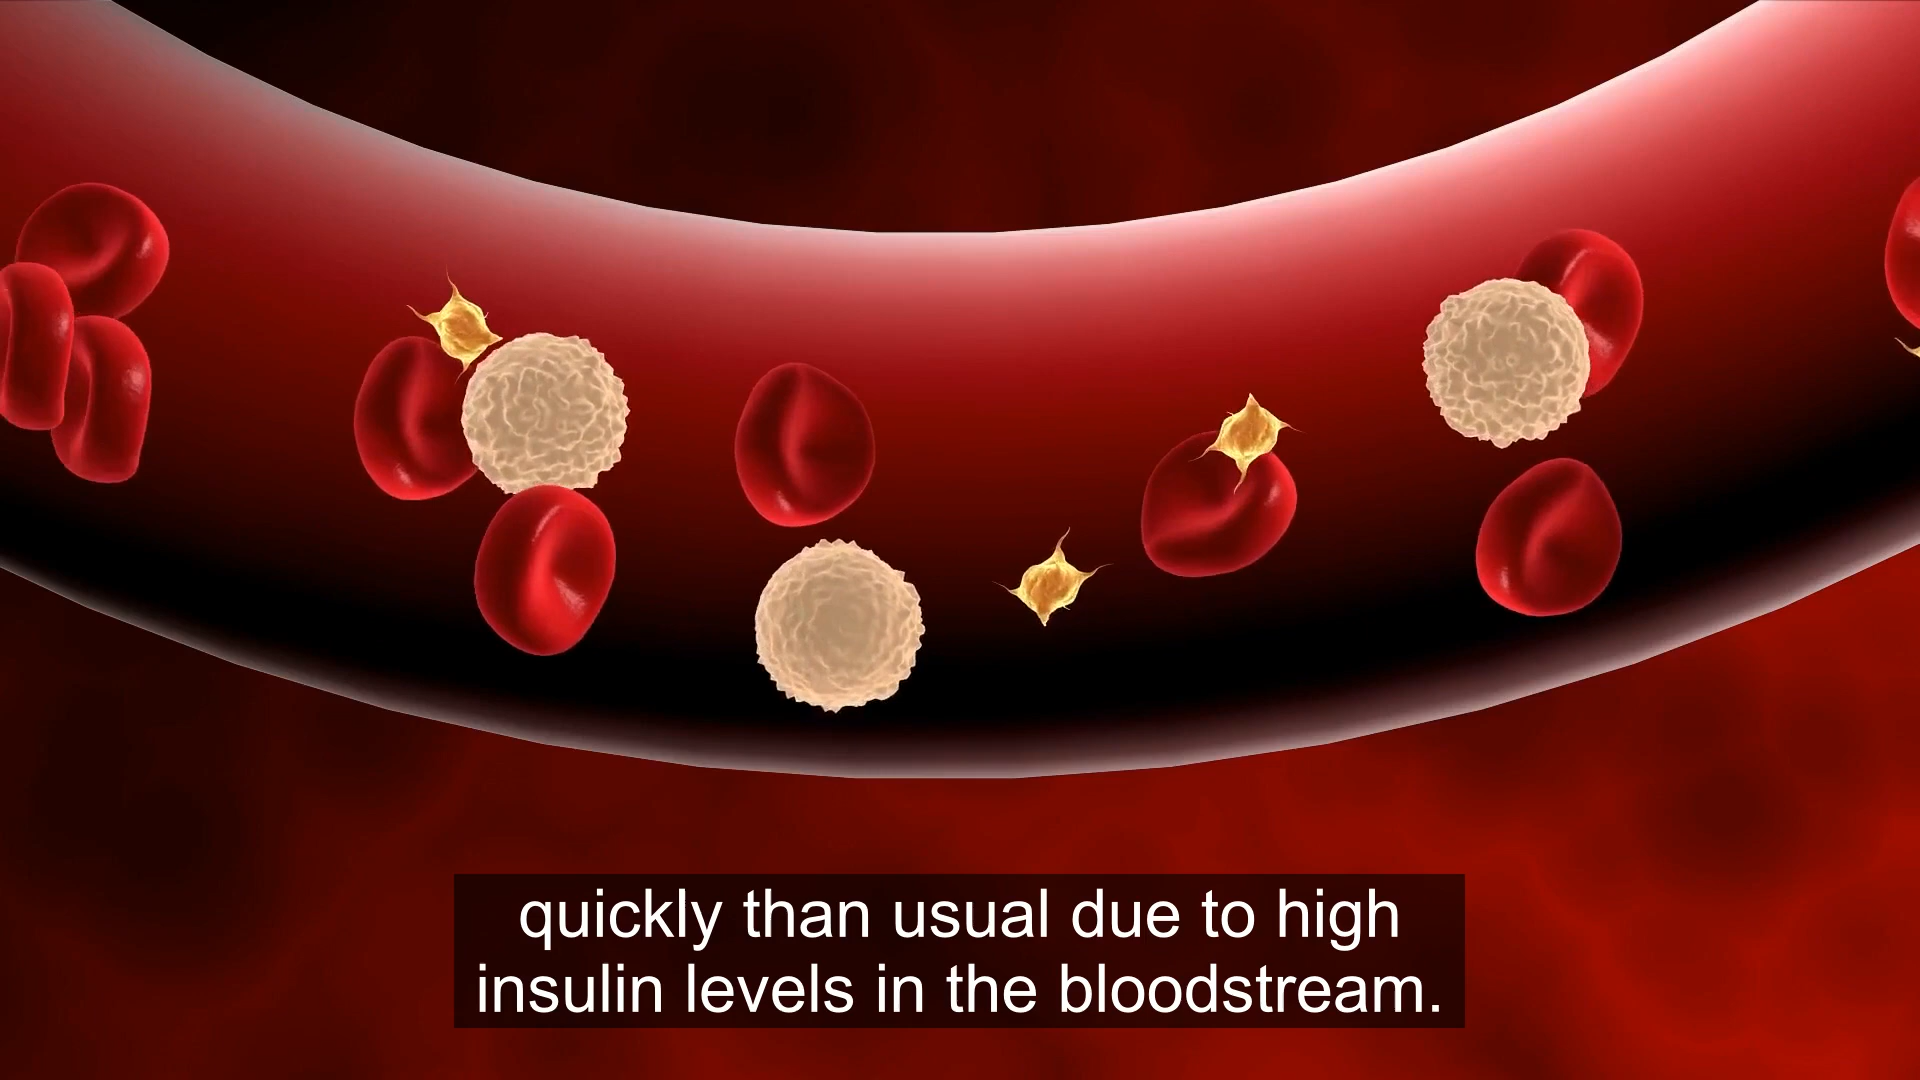 quickly than usual due to high
insulin levels in the bloodstream.